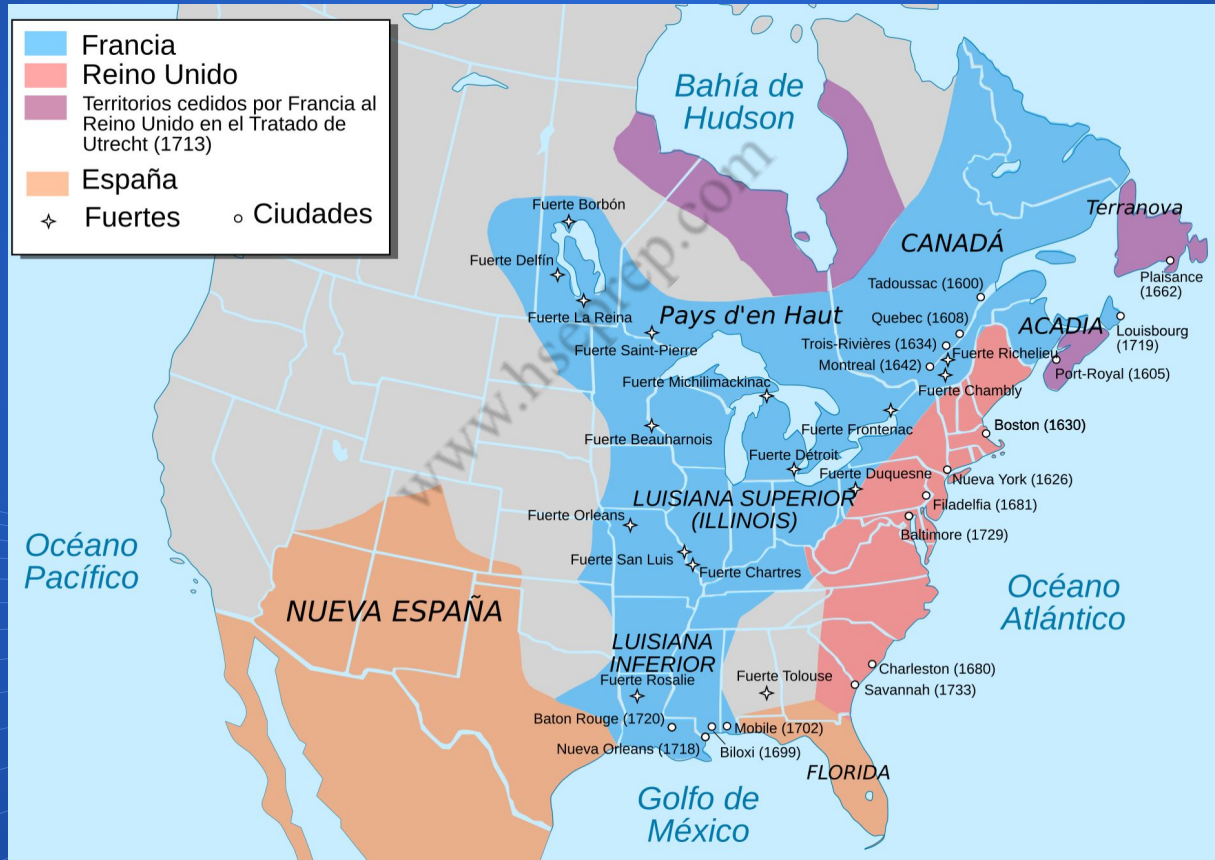 Francia
Reino Unido
Territorios cedidos por Francia al
Reino Unido en el Tratado de
Utrecht (1713)
España
Fuertes
Ciudades
Bahía de
Hudson
Terranova
CANADÁ
Plaisance
(1662)
Tadoussac (1600)
Quebec (1608)
ACADIA
Louisbourg
(1719)
Trois-Rivières (1634)
Fuerte Richelieu
Montreal (1642)
Port-Royal (1605)
Fuerte Chambly
Fuerte Borbón
Fuerte Delfín
Fuerte La Reina
Pays d'en Haut
Fuerte Saint-Pierre
Fuerte Michilimackinac
Fuerte Beauharnois
Fuerte Frontenac
Boston (1630)
Fuerte Détroit
Fuerte Duquesne
Nueva York (1626)
LUISIANA SUPERIOR
(ILLINOIS)
Filadelfia (1681)
Baltimore (1729)
Fuerte Orleans
Fuerte San Luis
Fuerte Chartres
Océano
Pacífico
Océano
Atlántico
NUEVA ESPAÑA
LUISIANA
INFERIOR
Fuerte Rosalie
Fuerte Tolouse
Charleston (1680)
Savannah (1733)
Baton Rouge (1720)
Mobile (1702)
Nueva Orleans (1718)
Biloxi (1699)
FLORIDA
Golfo de
México
www.hseprep.com